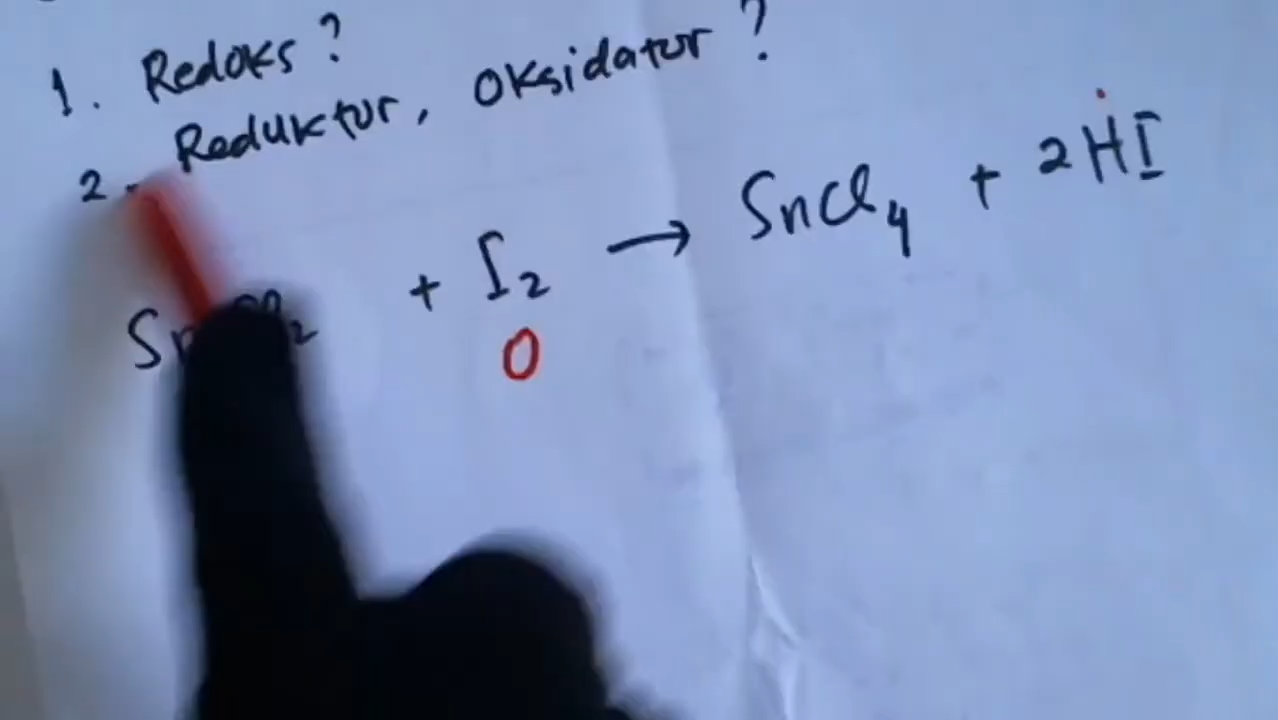 1. Redoks ?
2. Reduktor, Oksidator ?
+ I₂ → SnCl₄ + 2HI
0